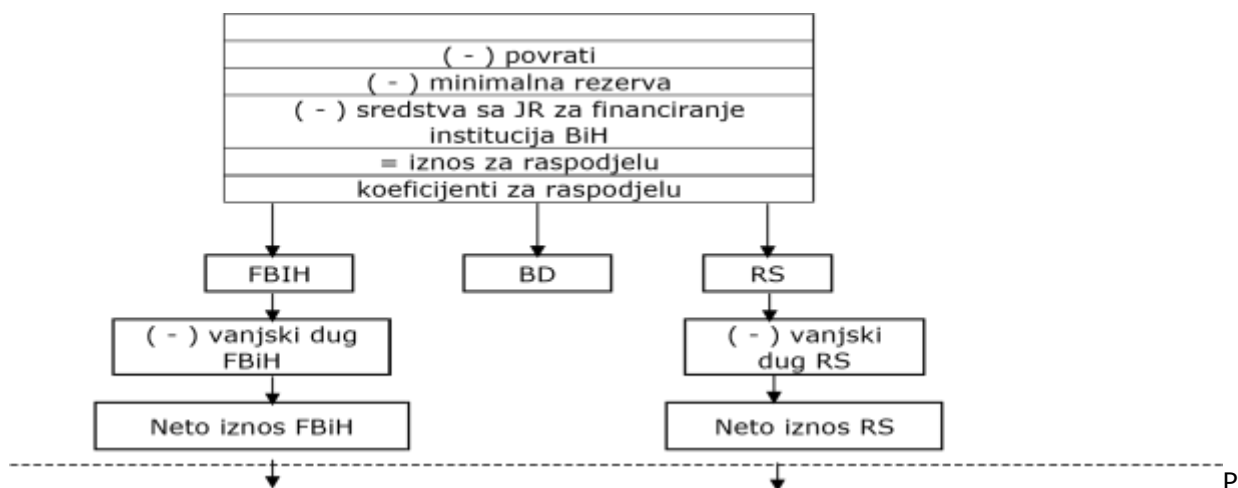 ( - ) povrati
( - ) minimalna rezerva
( - ) sredstva sa JR za financiranje
institucija BiH
= iznos za raspodjelu
koeficijenti za raspodjelu
FBIH
BD
RS
( - ) vanjski dug
FBiH
( - ) vanjski
dug RS
Neto iznos FBiH
Neto iznos RS
P